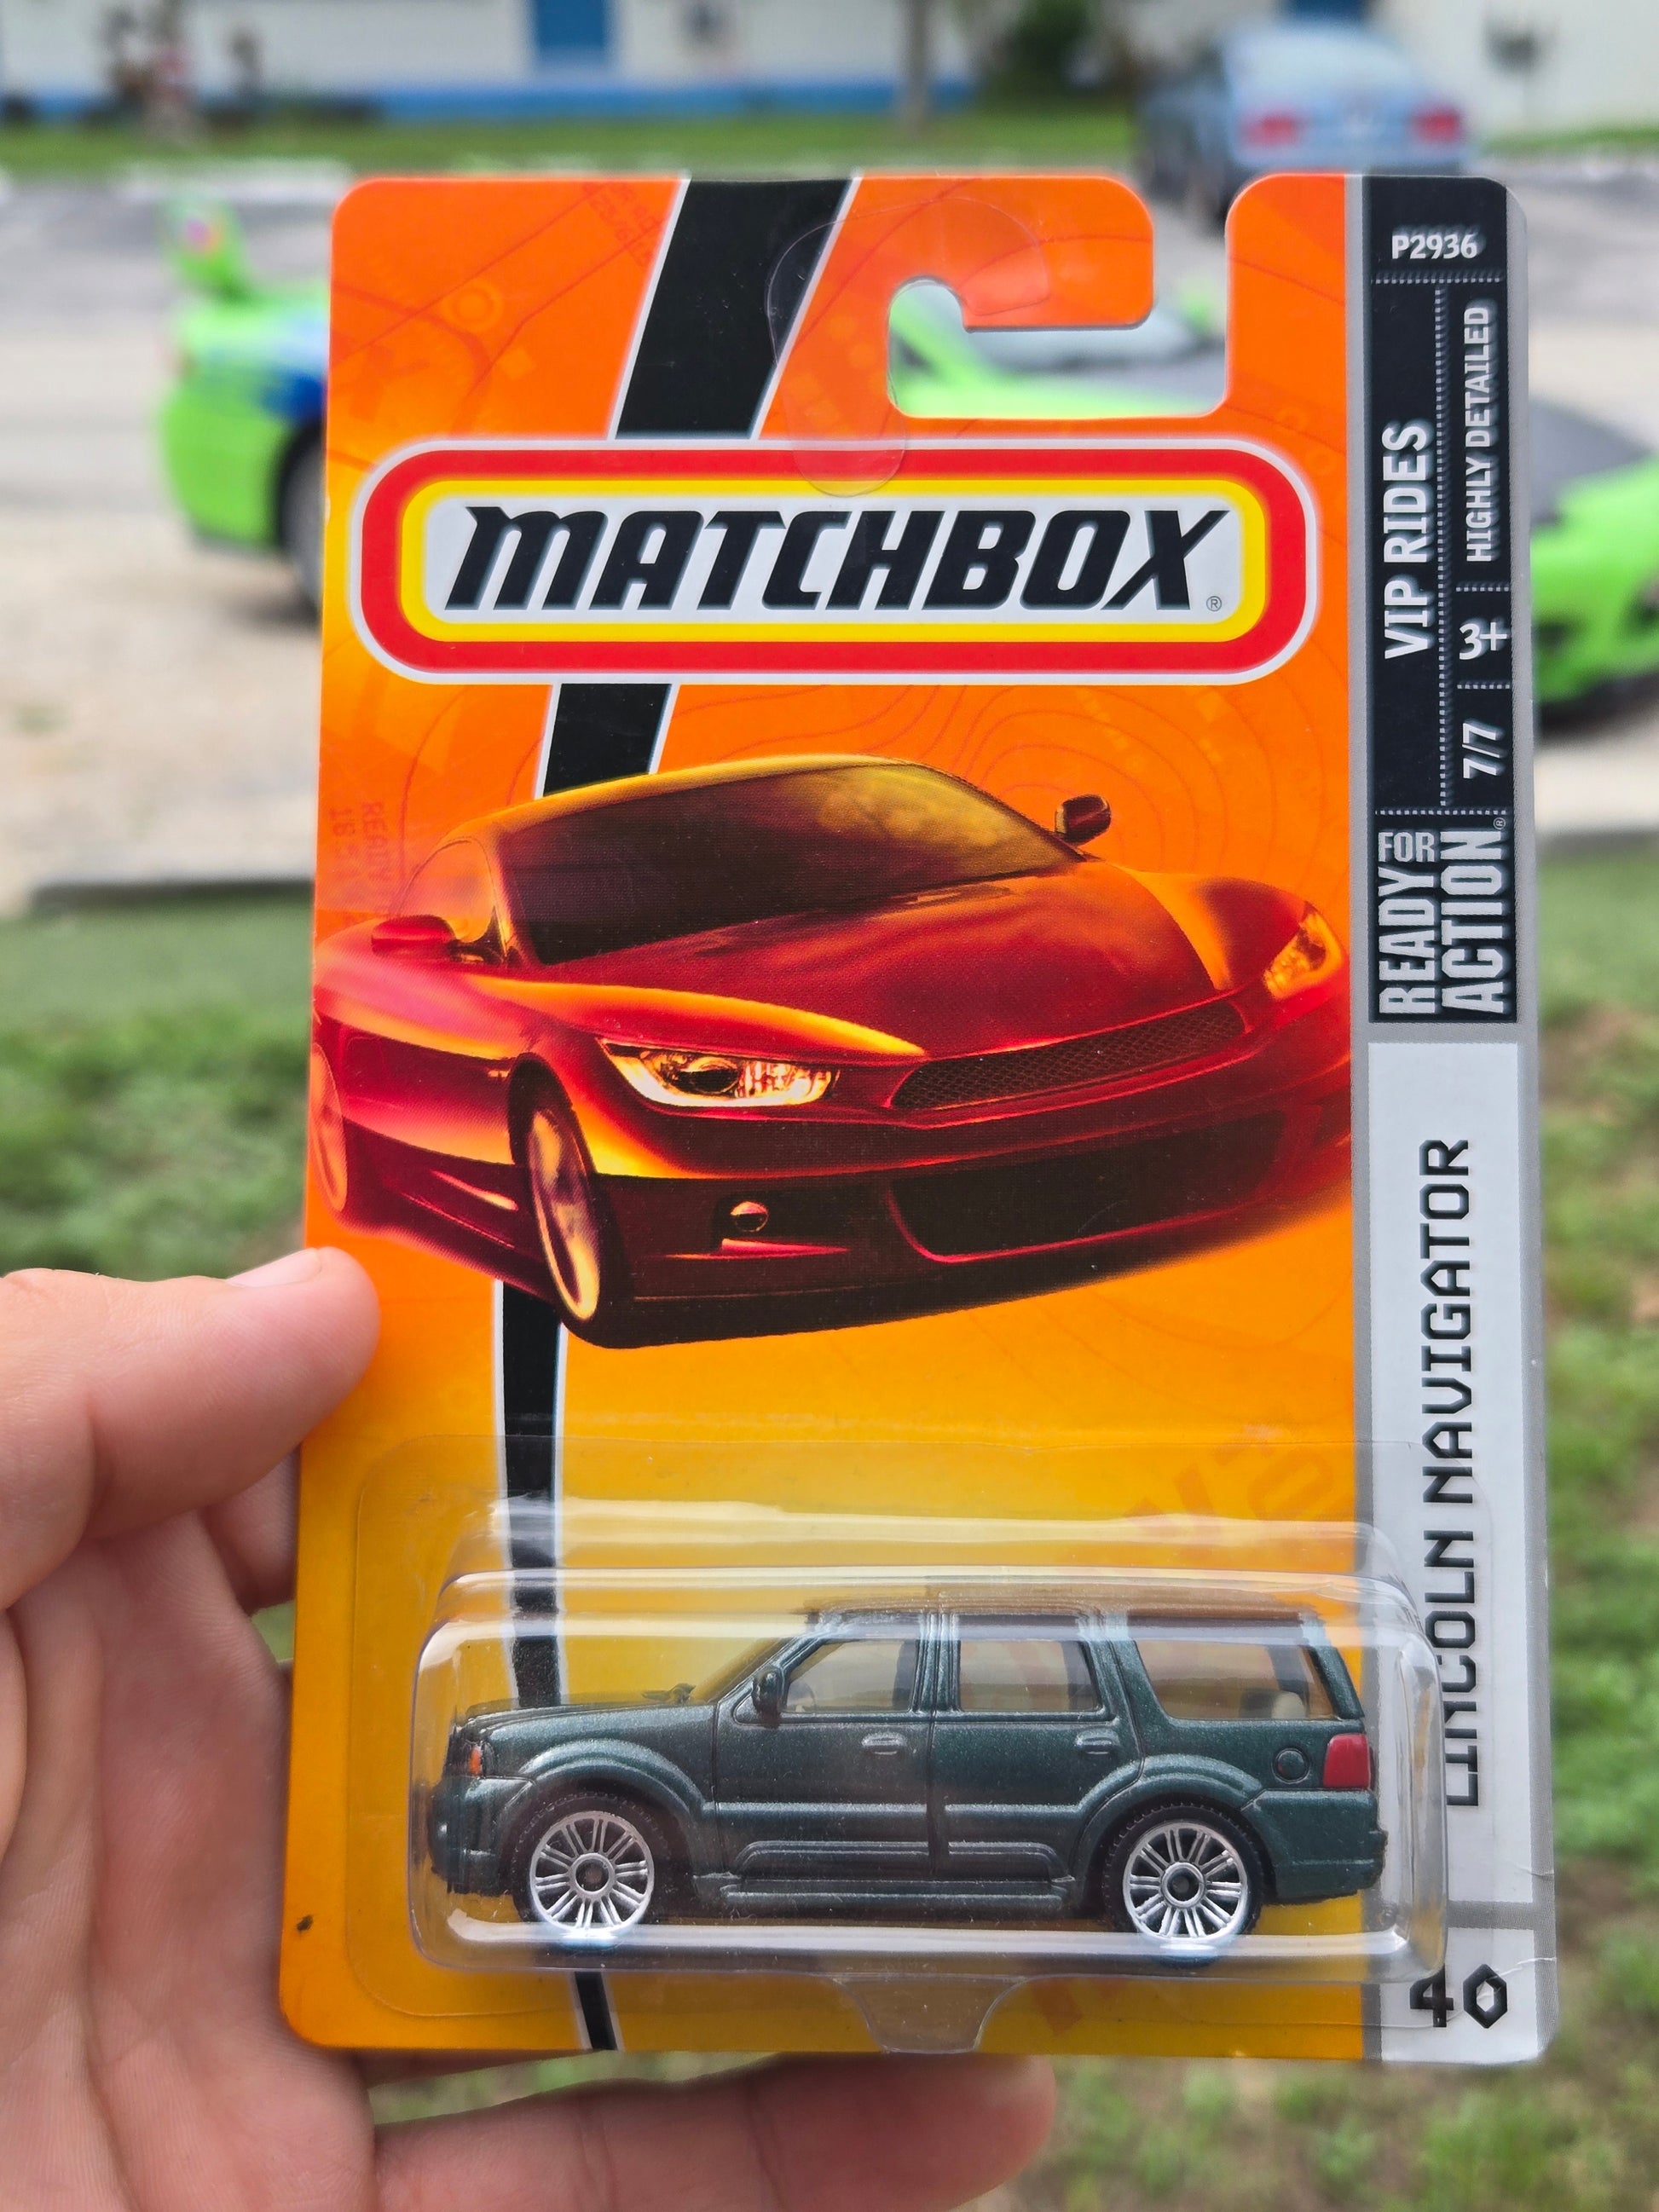 P2936
MATCHBOX®
VIP RIDES
HIGHLY DETAILED
3+
7/7
READY FOR
ACTION®
LINCOLN NAVIGATOR
40